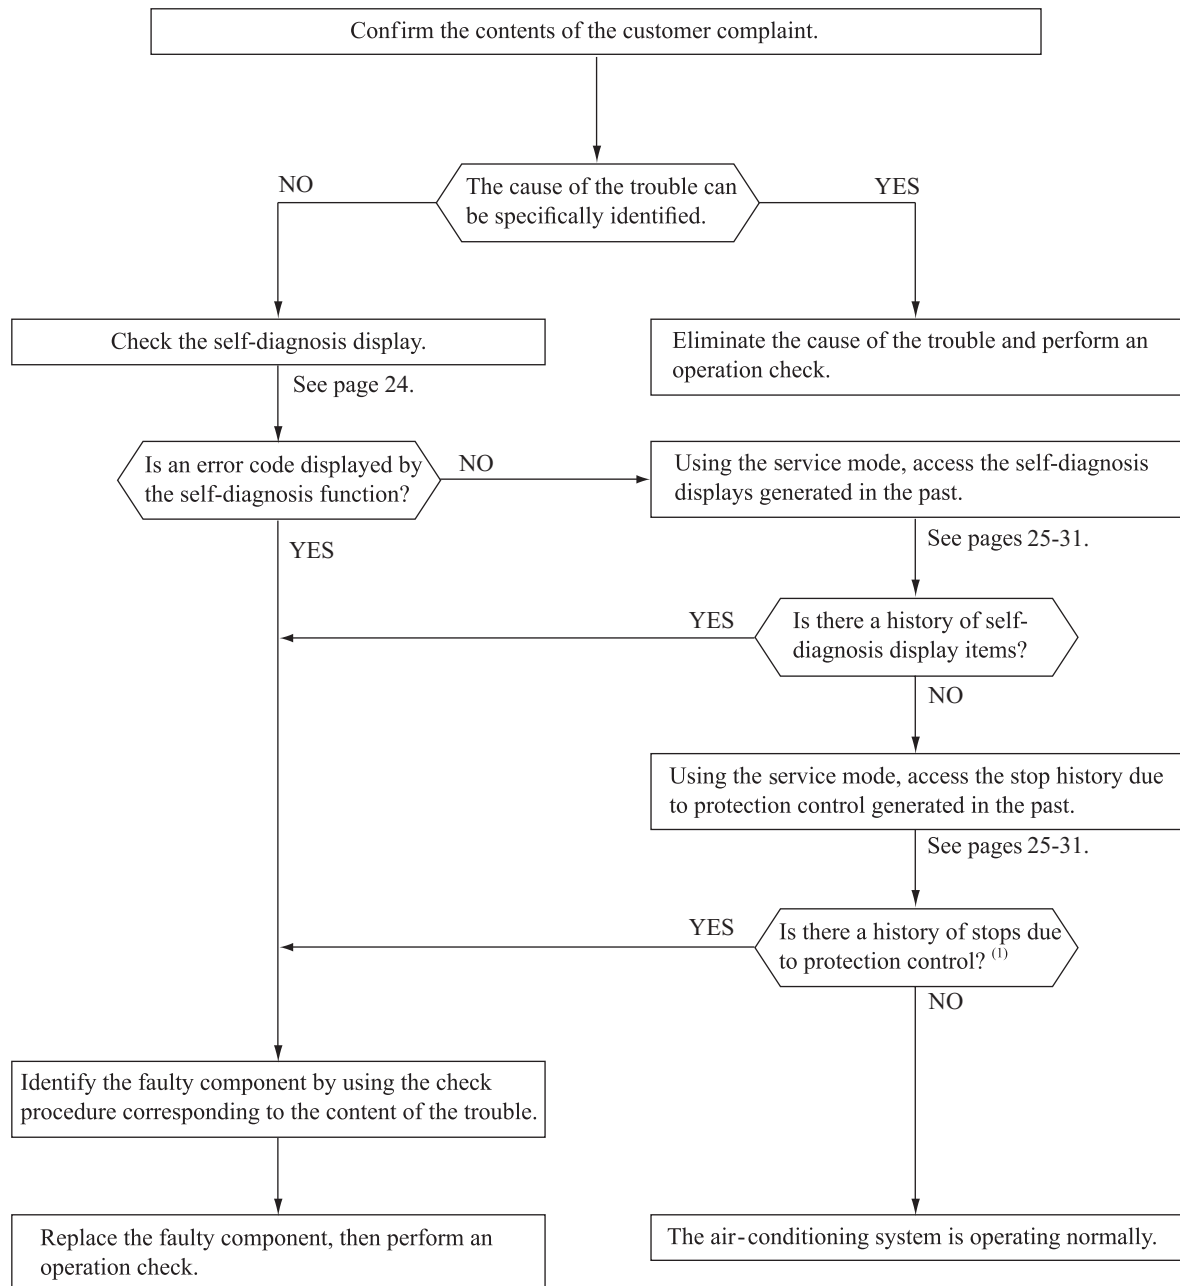 Confirm the contents of the customer complaint.
NO
The cause of the trouble can
be specifically identified.
YES
Check the self-diagnosis display.
See page 24.
Eliminate the cause of the trouble and perform an
operation check.
Is an error code displayed by
the self-diagnosis function?
NO
YES
Using the service mode, access the self-diagnosis
displays generated in the past.
See pages 25-31.
YES
Is there a history of self-
diagnosis display items?
NO
Using the service mode, access the stop history due
to protection control generated in the past.
See pages 25-31.
YES
Is there a history of stops due
to protection control? (1)
NO
Identify the faulty component by using the check
procedure corresponding to the content of the trouble.
Replace the faulty component, then perform an
operation check.
The air-conditioning system is operating normally.